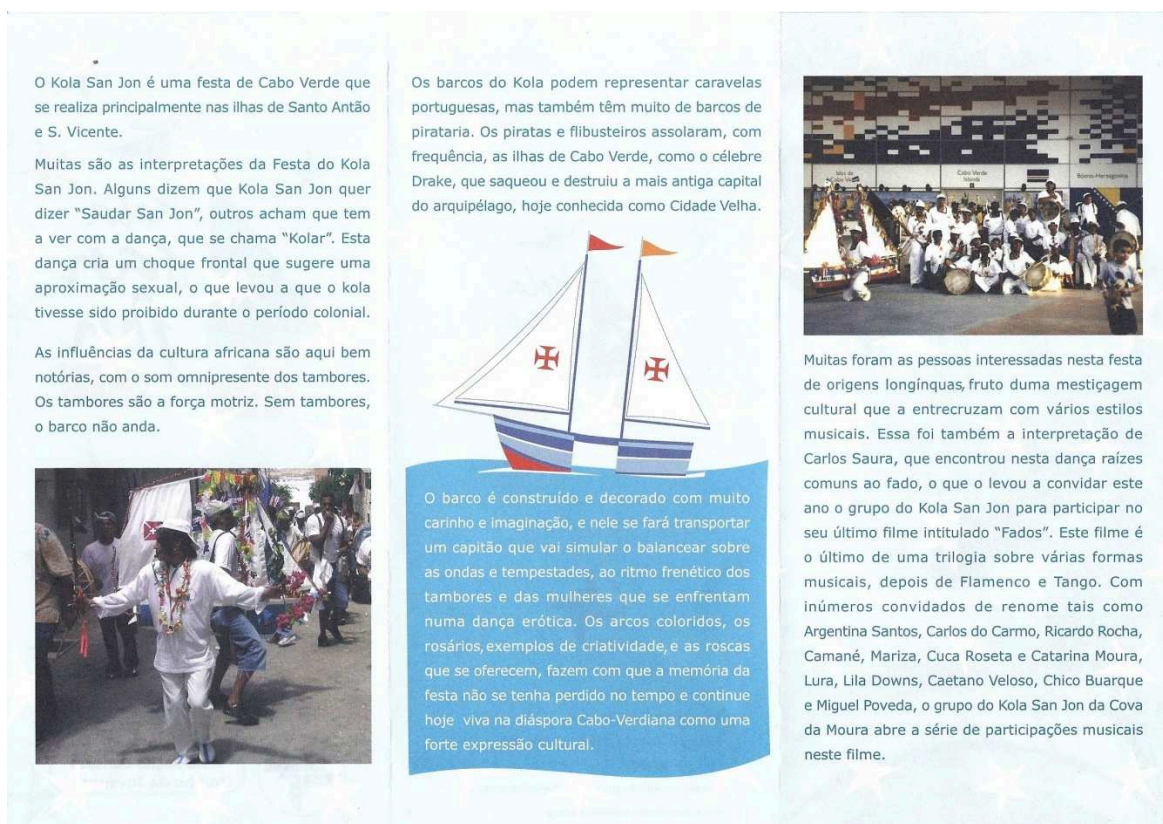 O Kola San Jon é uma festa de Cabo Verde que
se realiza principalmente nas ilhas de Santo Antão
e S. Vicente.
Muitas são as interpretações da Festa do Kola
San Jon. Alguns dizem que Kola San Jon quer
dizer “Saudar San Jon”, outros acham que tem
a ver com a dança, que se chama “Kolar”. Esta
dança cria um choque frontal que sugere uma
aproximação sexual, o que levou a que o kola
tivesse sido proibido durante o período colonial.
As influências da cultura africana são aqui bem
notórias, com o som omnipresente dos tambores.
Os tambores são a força motriz. Sem tambores,
o barco não anda.
Os barcos do Kola podem representar caravelas
portuguesas, mas também têm muito de barcos de
pirataria. Os piratas e flibusteiros assolaram, com
frequência, as ilhas de Cabo Verde, como o célebre
Drake, que saqueou e destruiu a mais antiga capital
do arquipélago, hoje conhecida como Cidade Velha.
O barco é construído e decorado com muito
carinho e imaginação, e nele se fará transportar
um capitão que vai simular o balancear sobre
as ondas e tempestades, ao ritmo frenético dos
tambores e das mulheres que se enfrentam
numa dança erótica. Os arcos coloridos, os
rosários, exemplos de criatividade, e as roscas
que se oferecem, fazem com que a memória da
festa não se tenha perdido no tempo e continue
hoje viva na diáspora Cabo-Verdiana como uma
forte expressão cultural.
Cabo Verde
Islands
Bósnia-Herzegovina
Muitas foram as pessoas interessadas nesta festa
de origens longínquas, fruto duma mestiçagem
cultural que a entrecruzam com vários estilos
musicais. Essa foi também a interpretação de
Carlos Saura, que encontrou nesta dança raízes
comuns ao fado, o que o levou a convidar este
ano o grupo do Kola San Jon para participar no
seu último filme intitulado “Fados”. Este filme é
o último de uma trilogia sobre várias formas
musicais, depois de Flamenco e Tango. Com
inúmeros convidados de renome tais como
Argentina Santos, Carlos do Carmo, Ricardo Rocha,
Camané, Mariza, Cuca Roseta e Catarina Moura,
Lura, Lila Downs, Caetano Veloso, Chico Buarque
e Miguel Poveda, o grupo do Kola San Jon da Cova
da Moura abre a série de participações musicais
neste filme.